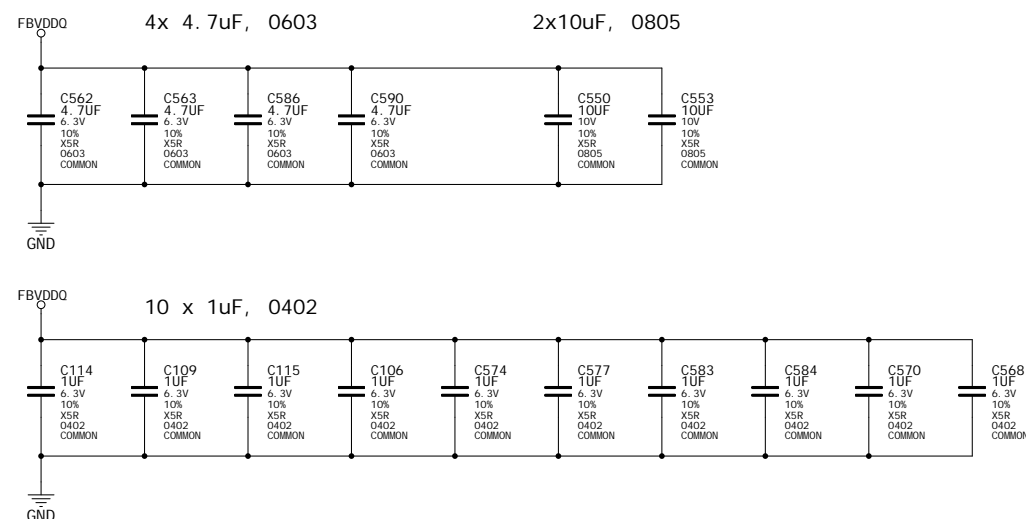 FBVDDQ
4x 4.7uF, 0603
2x10uF, 0805
C562
4.7UF
6.3V
10%
X5R
0603
COMMON
C563
4.7UF
6.3V
10%
X5R
0603
COMMON
C586
4.7UF
6.3V
10%
X5R
0603
COMMON
C590
4.7UF
6.3V
10%
X5R
0603
COMMON
C550
10UF
10V
10%
X5R
0805
COMMON
C553
10UF
10V
10%
X5R
0805
COMMON
GND
FBVDDQ
10 x 1uF, 0402
C114
1UF
6.3V
10%
X5R
0402
COMMON
C109
1UF
6.3V
10%
X5R
0402
COMMON
C115
1UF
6.3V
10%
X5R
0402
COMMON
C106
1UF
6.3V
10%
X5R
0402
COMMON
C574
1UF
6.3V
10%
X5R
0402
COMMON
C577
1UF
6.3V
10%
X5R
0402
COMMON
C583
1UF
6.3V
10%
X5R
0402
COMMON
C584
1UF
6.3V
10%
X5R
0402
COMMON
C570
1UF
6.3V
10%
X5R
0402
COMMON
C568
1UF
6.3V
10%
X5R
0402
COMMON
GND